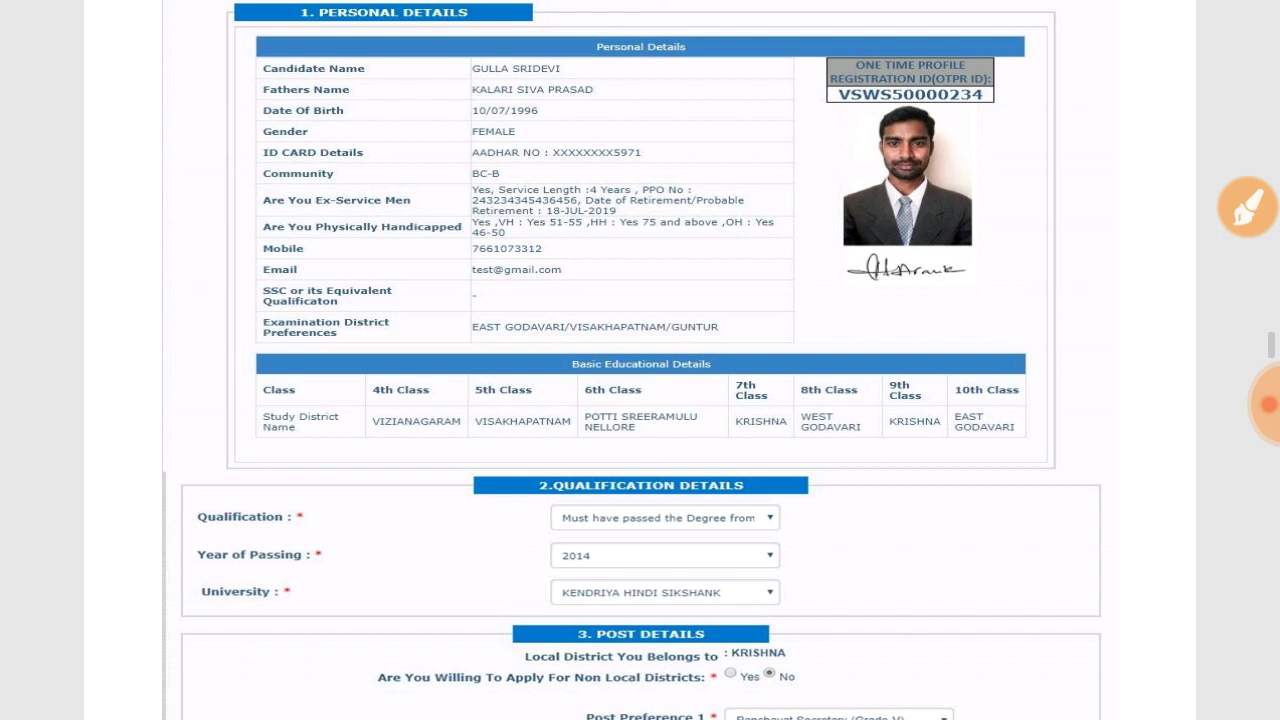 1. PERSONAL DETAILS
Personal Details
Candidate Name GULLA SRIDEVI
Fathers Name KALARI SIVA PRASAD
Date Of Birth 10/07/1996
Gender FEMALE
ID CARD Details AADHAR NO : XXXXXXXX5971
Community BC-B
Are You Ex-Service Men Yes, Service Length :4 Years , PPO No :
243234345436456, Date of Retirement/Probable
Retirement : 18-JUL-2019
Are You Physically Handicapped Yes ,VH : Yes 51-55 ,HH : Yes 75 and above ,OH : Yes
46-50
Mobile 7661073312
Email test@gmail.com
SSC or its Equivalent
Qualificaton -
Examination District
Preferences EAST GODAVARI/VISAKHAPATNAM/GUNTUR
ONE TIME PROFILE
REGISTRATION ID(OTPR ID):
VSWS50000234
Basic Educational Details
Class 4th Class 5th Class 6th Class 7th Class 8th Class 9th Class 10th Class
Study District Name VIZIANAGARAM VISAKHAPATNAM POTTI SREERAMULU NELLORE KRISHNA WEST GODAVARI KRISHNA EAST GODAVARI
2.QUALIFICATION DETAILS
Qualification : * Must have passed the Degree from
Year of Passing : * 2014
University : * KENDRIYA HINDI SIKSHANK
3. POST DETAILS
Local District You Belongs to : KRISHNA
Are You Willing To Apply For Non Local Districts: * Yes No
Post Preference 1 * Panchayat Secretary (Grade-V)